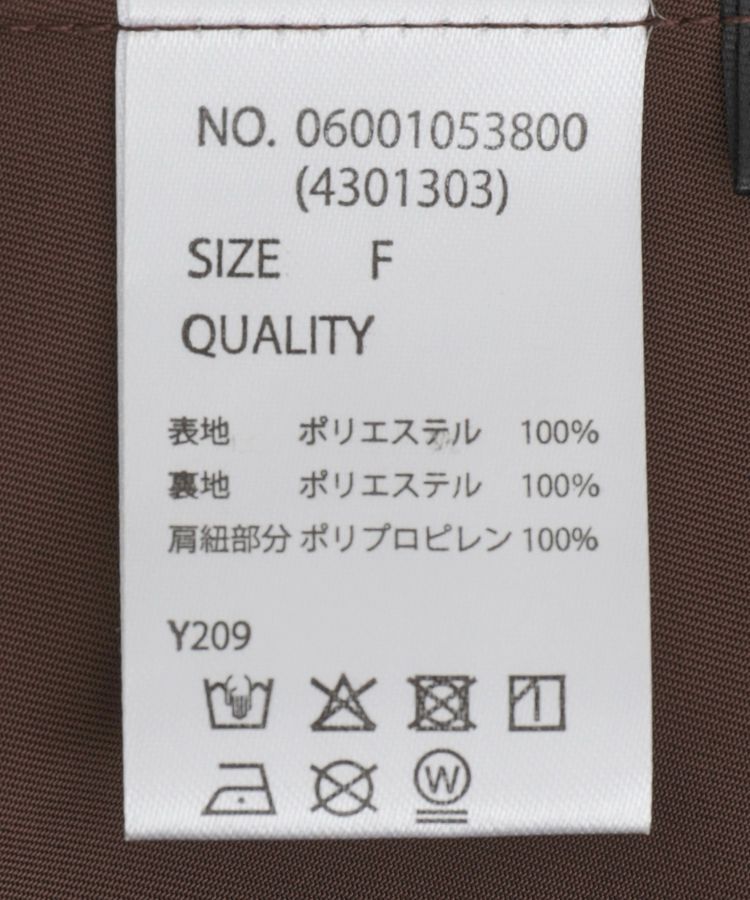 NO. 06001053800
(4301303)
SIZE F
QUALITY
表地 ポリエステル 100%
裏地 ポリエステル 100%
肩紐部分 ポリプロピレン 100%
Y209
W